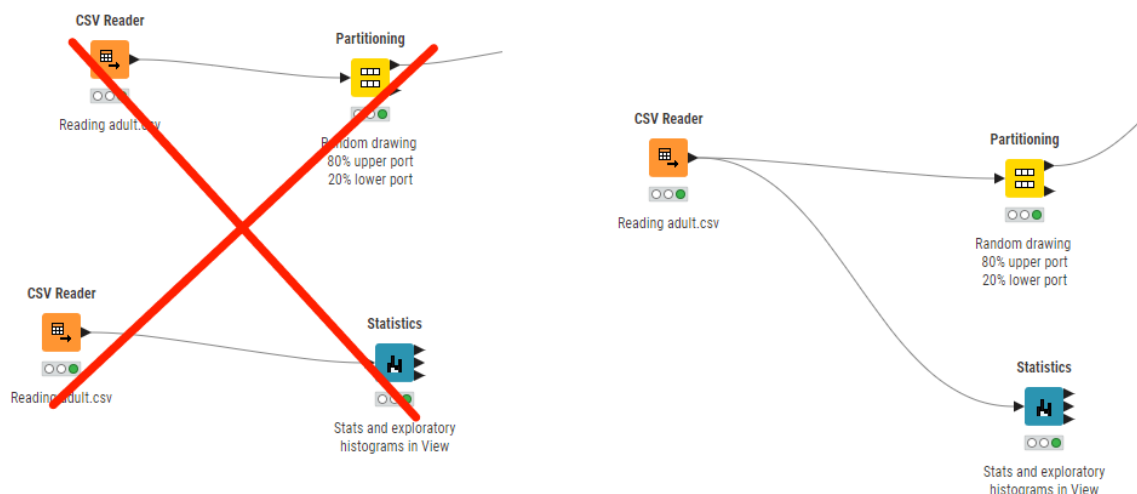 CSV Reader
Reading adult.csv
Partitioning
Random drawing
80% upper port
20% lower port
CSV Reader
Reading adult.csv
Statistics
Stats and exploratory
histograms in View
CSV Reader
Reading adult.csv
Partitioning
Random drawing
80% upper port
20% lower port
Statistics
Stats and exploratory
histograms in View